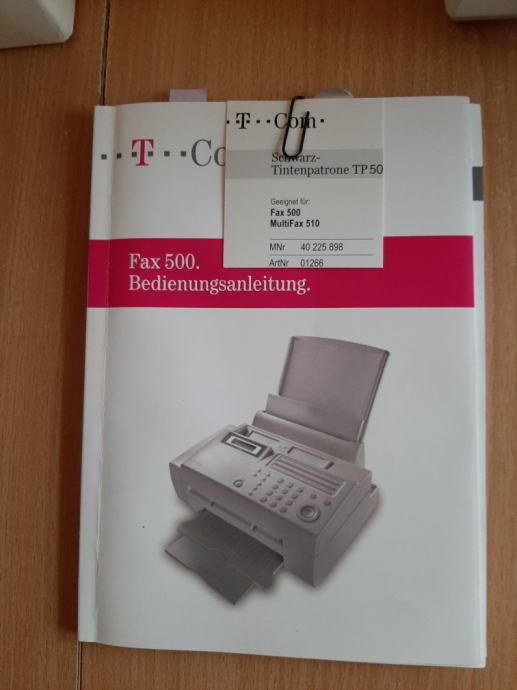 T · · · Co
· T · · Com ·
Schwarz-
Tintenpatrone TP 50
Geeignet für:
Fax 500
MultiFax 510
MNr 40 225 898
ArtNr 01266
Fax 500.
Bedienungsanleitung.